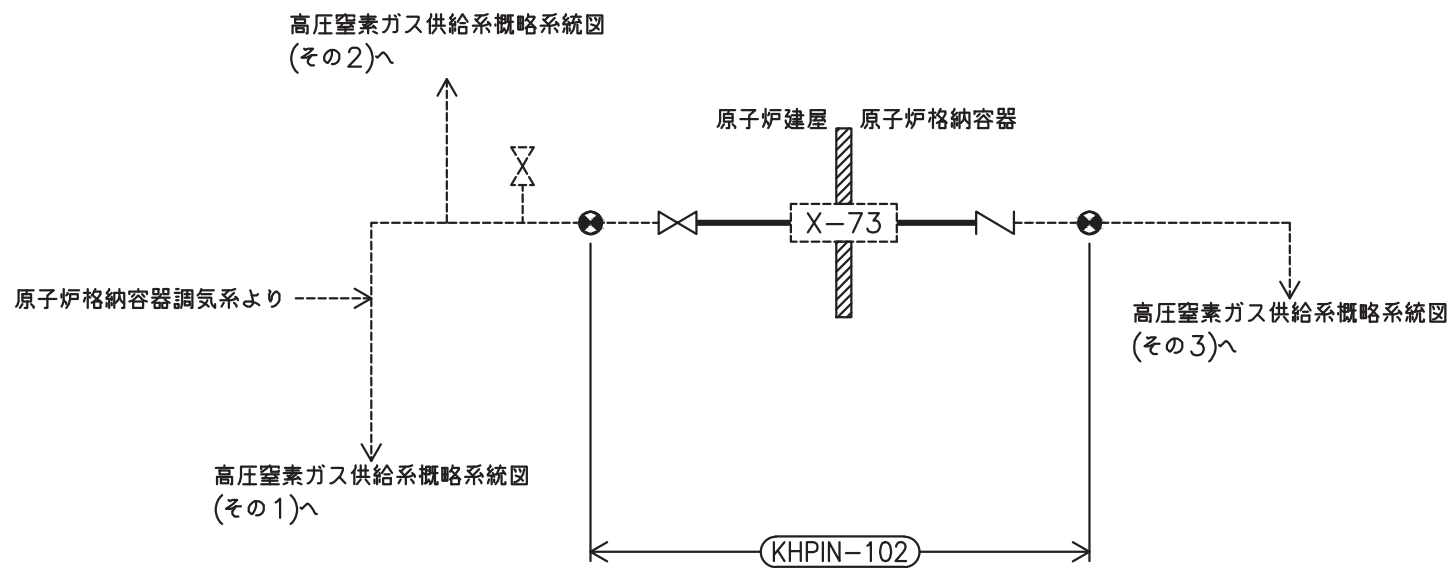 高圧窒素ガス供給系概略系統図
(その2)へ
原子炉建屋
原子炉格納容器
X-73
原子炉格納容器調気系より
高圧窒素ガス供給系概略系統図
(その3)へ
高圧窒素ガス供給系概略系統図
(その1)へ
KHPIN-102